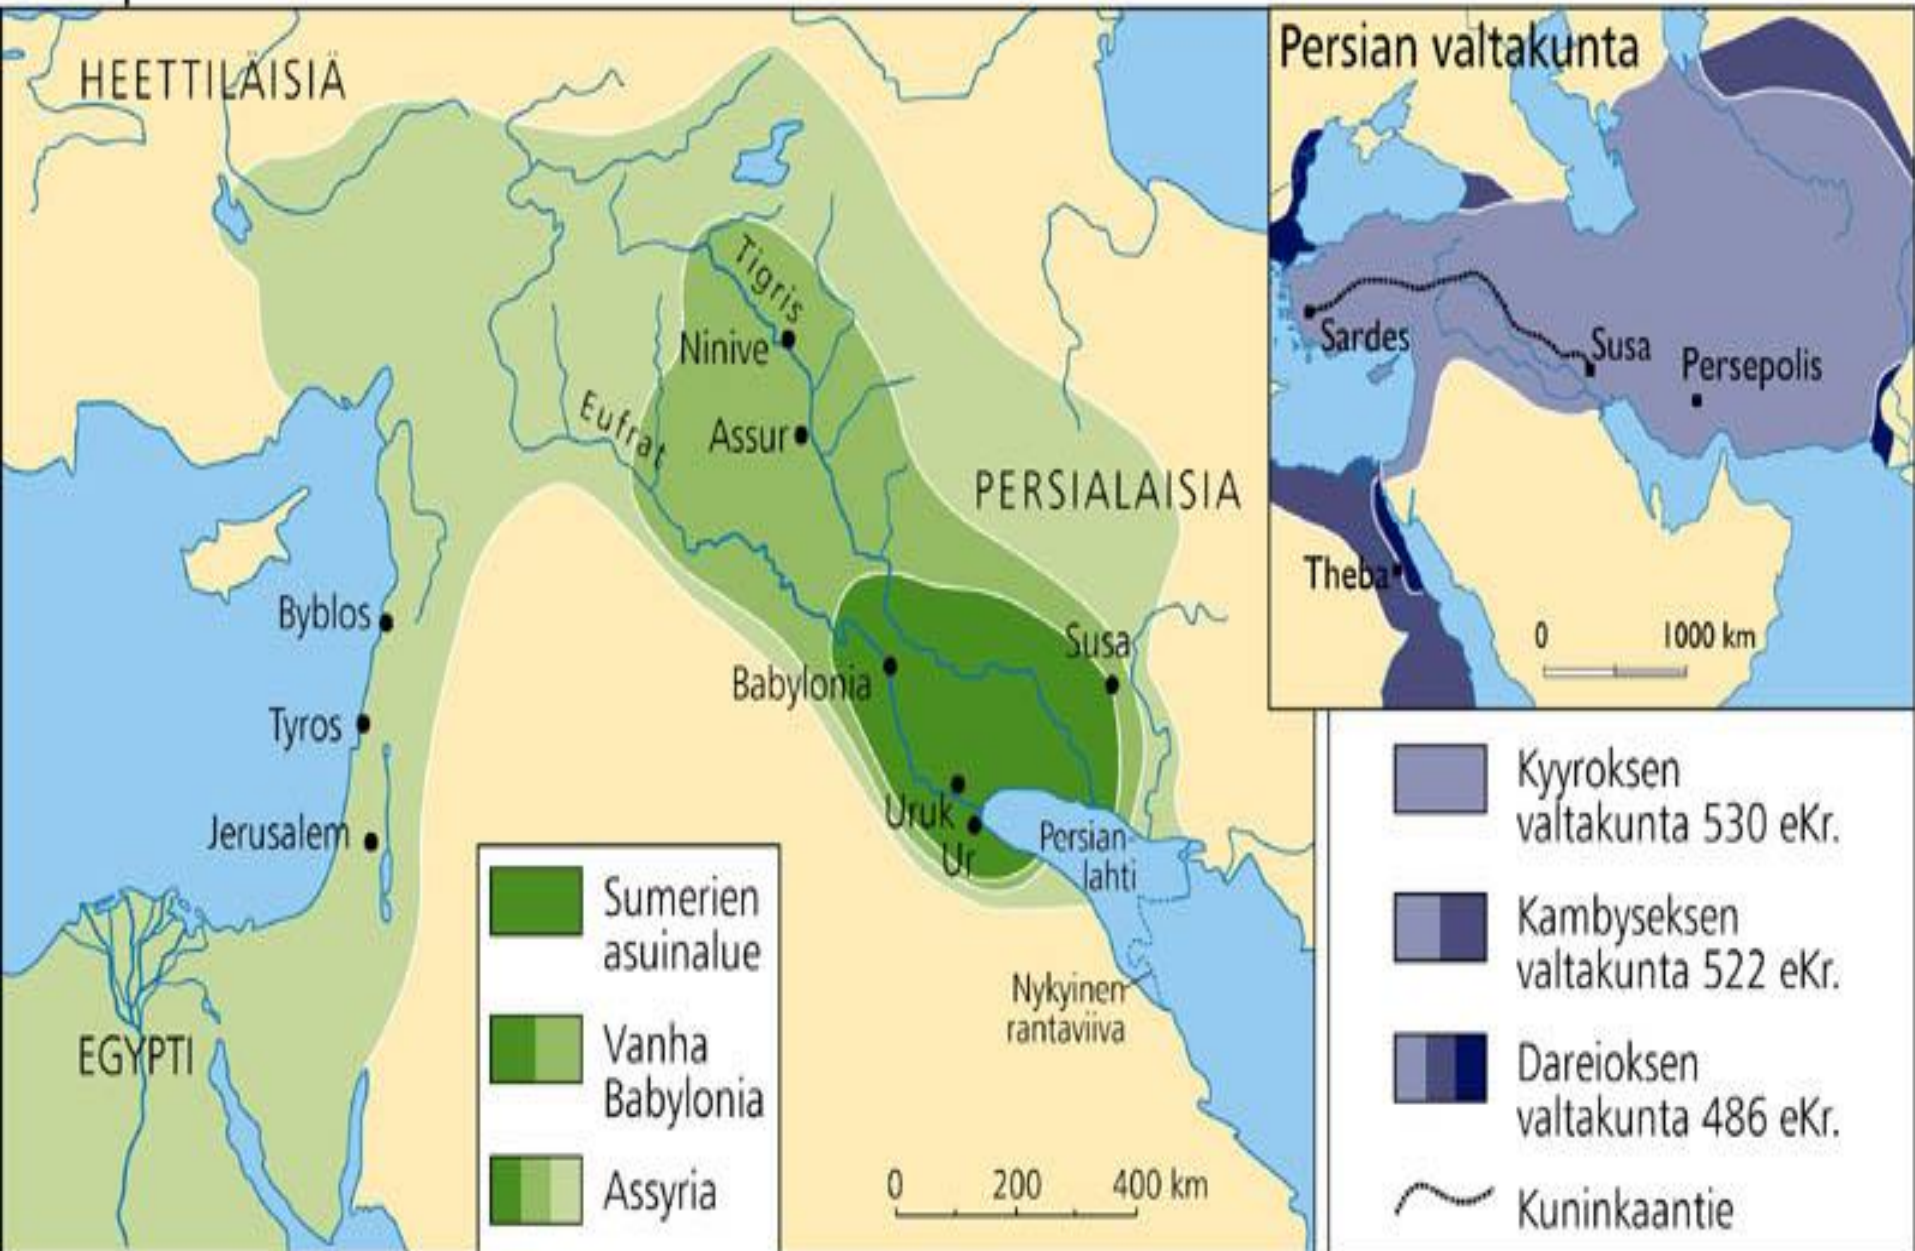 HEETTILÄISIÄ
Tigris
Ninive
Eufrat
Assur
PERSIALAISIA
Byblos
Susa
Babylonia
Tyros
Uruk
Jerusalem
Persian-
lahti
Ur
Nykyinen
rantaviiva
EGYPTI
Sumerien
asuinalue
Vanha
Babylonia
Assyria
0 200 400 km
Persian valtakunta
Sardes
Susa
Persepolis
Theba
0 1000 km
Kyyroksen
valtakunta 530 eKr.
Kambyseksen
valtakunta 522 eKr.
Dareioksen
valtakunta 486 eKr.
Kuninkaantie